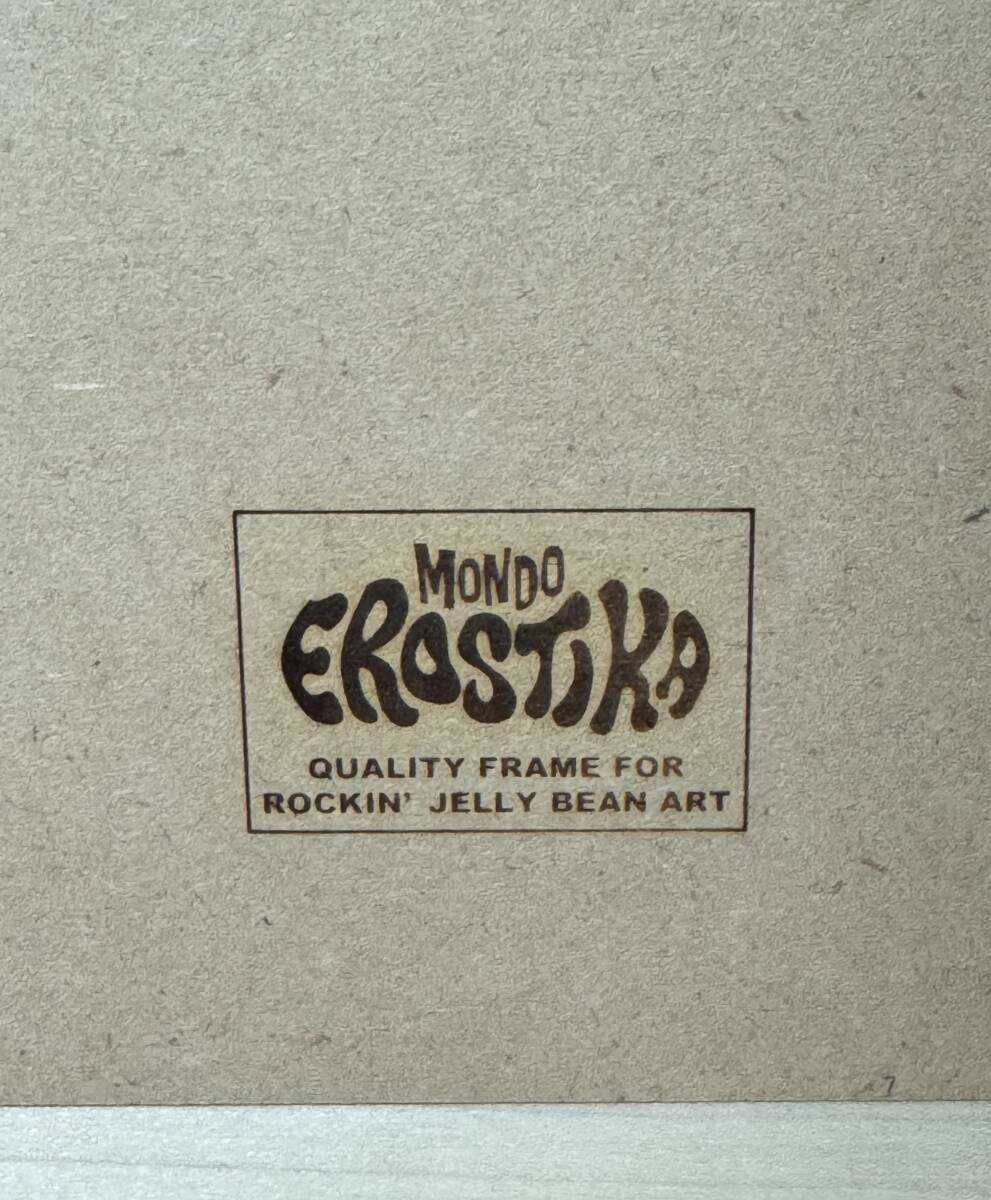 MONDO
EROSTIKA
QUALITY FRAME FOR
ROCKIN' JELLY BEAN ART